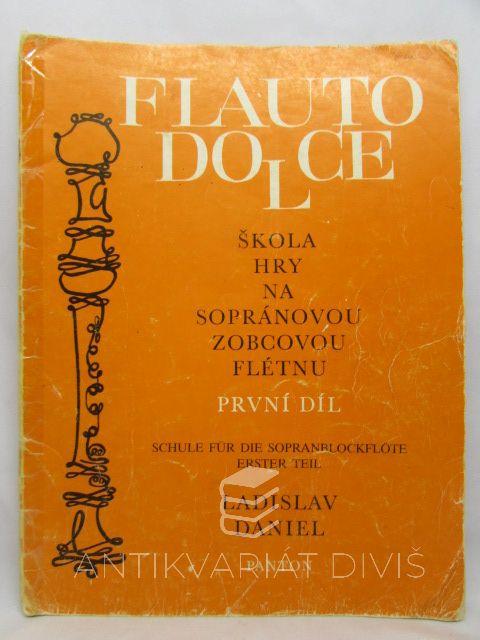 FLAUTO
DOLCE
ŠKOLA
HRY
NA
SOPRÁNOVOU
ZOBCOVOU
FLÉTNU
PRVNÍ DÍL
SCHULE FÜR DIE SOPRANBLOCKFLÖTE
ERSTER TEIL
LADISLAV
DANIEL
ANTIKVARIÁT DIVIŠ
PANTON